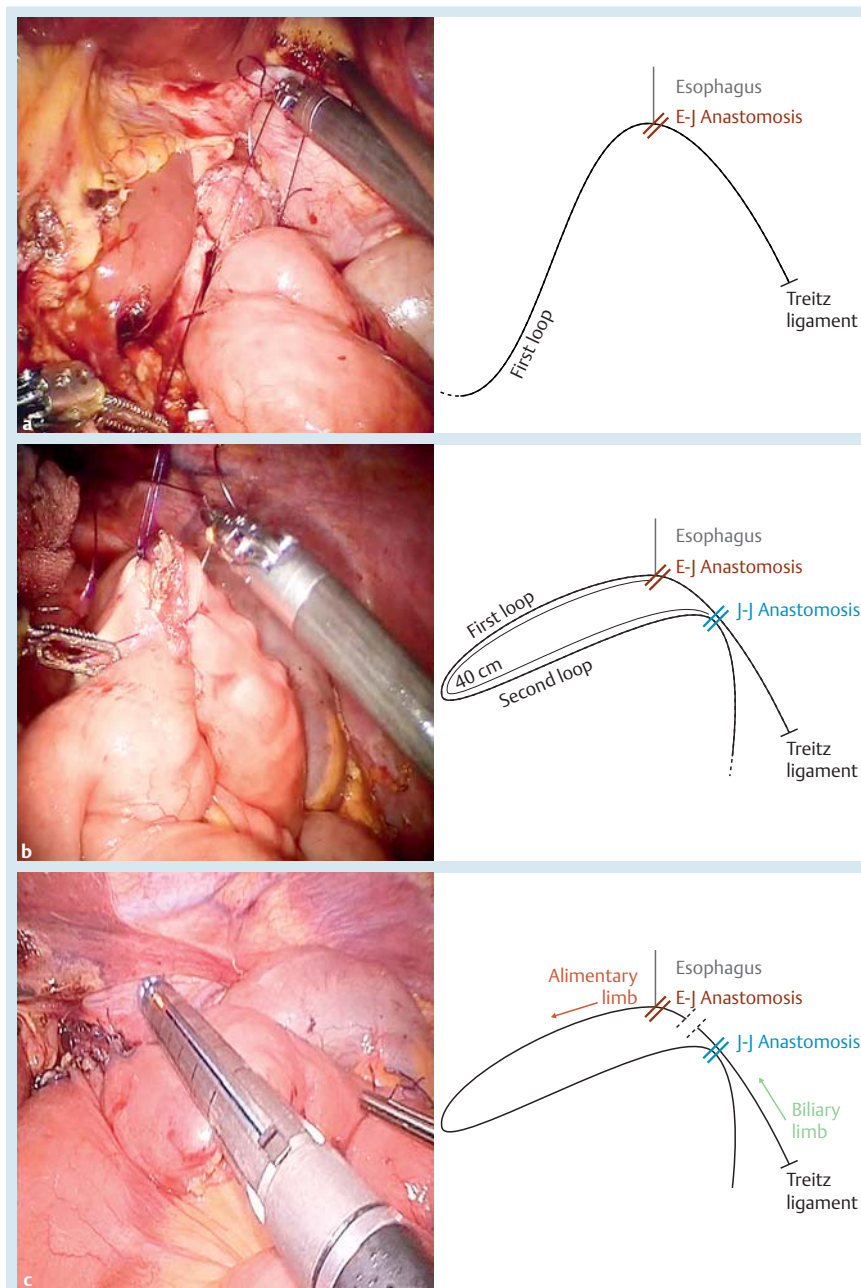 Esophagus
E-J Anastomosis
First loop
Treitz
ligament
a
Esophagus
E-J Anastomosis
J-J Anastomosis
First loop
40 cm
Second loop
Treitz
ligament
b
Alimentary
limb
Esophagus
E-J Anastomosis
J-J Anastomosis
Biliary
limb
Treitz
ligament
c